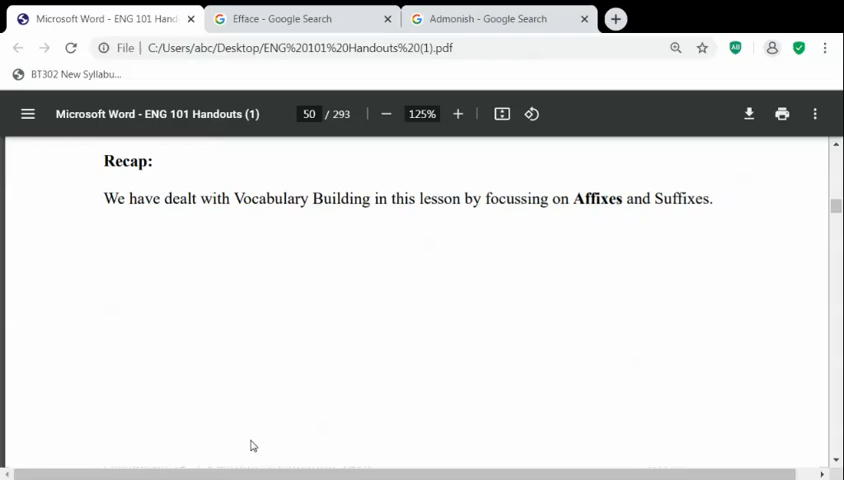 Microsoft Word - ENG 101 Hand
Efface - Google Search
Admonish - Google Search
File | C:/Users/abc/Desktop/ENG%20101%20Handouts%20(1).pdf
BT302 New Syllabu...
Microsoft Word - ENG 101 Handouts (1)
50 / 293
125%
Recap:
We have dealt with Vocabulary Building in this lesson by focussing on Affixes and Suffixes.